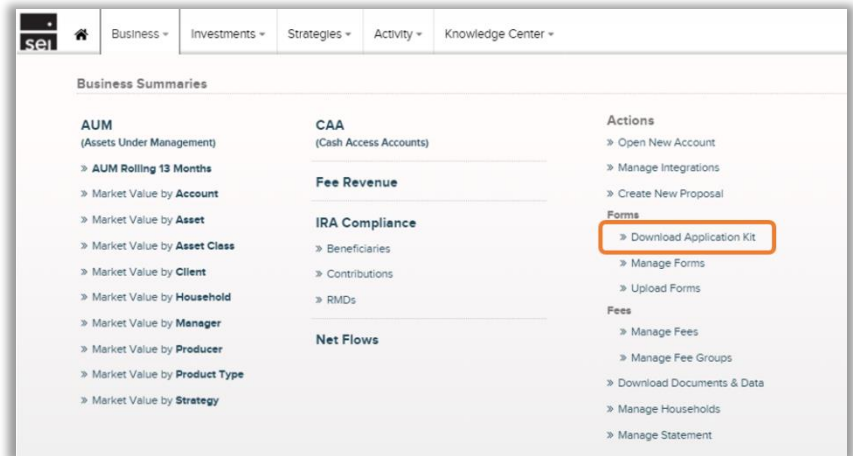 sei
Business
Investments
Strategies
Activity
Knowledge Center
Business Summaries
AUM
(Assets Under Management)
» AUM Rolling 13 Months
» Market Value by Account
» Market Value by Asset
» Market Value by Asset Class
» Market Value by Client
» Market Value by Household
» Market Value by Manager
» Market Value by Producer
» Market Value by Product Type
» Market Value by Strategy
CAA
(Cash Access Accounts)
Fee Revenue
IRA Compliance
» Beneficiaries
» Contributions
» RMDs
Net Flows
Actions
» Open New Account
» Manage Integrations
» Create New Proposal
Forms
» Download Application Kit
» Manage Forms
» Upload Forms
Fees
» Manage Fees
» Manage Fee Groups
» Download Documents & Data
» Manage Households
» Manage Statement